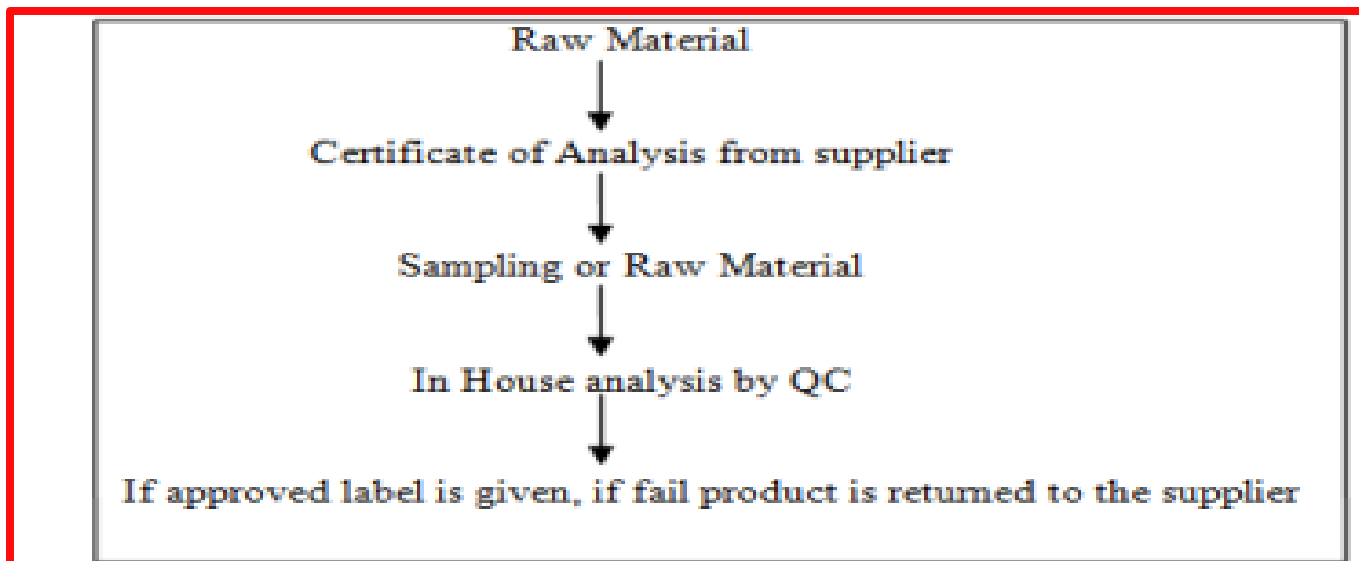 Raw Material
Certificate of Analysis from supplier
Sampling or Raw Material
In House analysis by QC
If approved label is given, if fail product is returned to the supplier